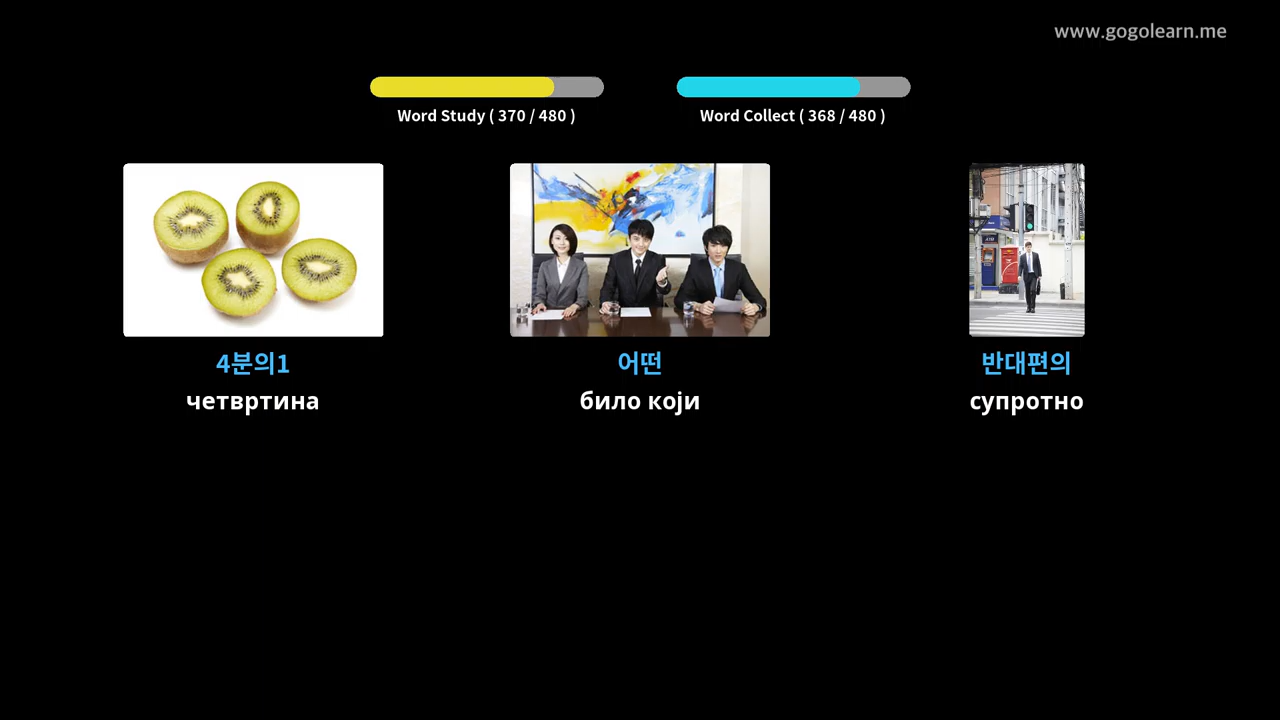 www.gogolearn.me
Word Study ( 370 / 480 )
Word Collect ( 368 / 480 )
4분의1
четвртина
어떤
било који
반대편의
супротно